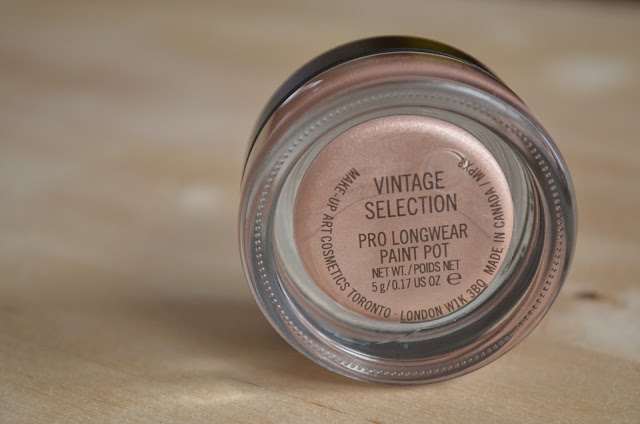 VINTAGE
SELECTION
PRO LONGWEAR
PAINT POT
NET WT./POIDS NET
5 g/0.17 US OZ ℮
MAKE-UP ART COSMETICS TORONTO · LONDON W1K 3BQ MADE IN CANADA / MPX2